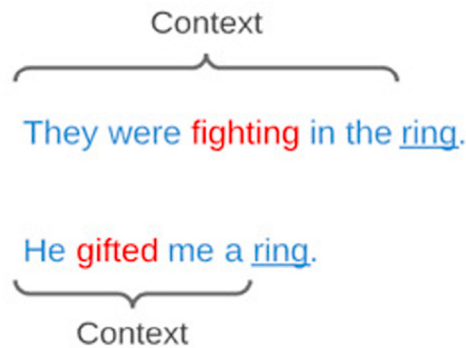 Context
They were fighting in the ring.
He gifted me a ring.
Context